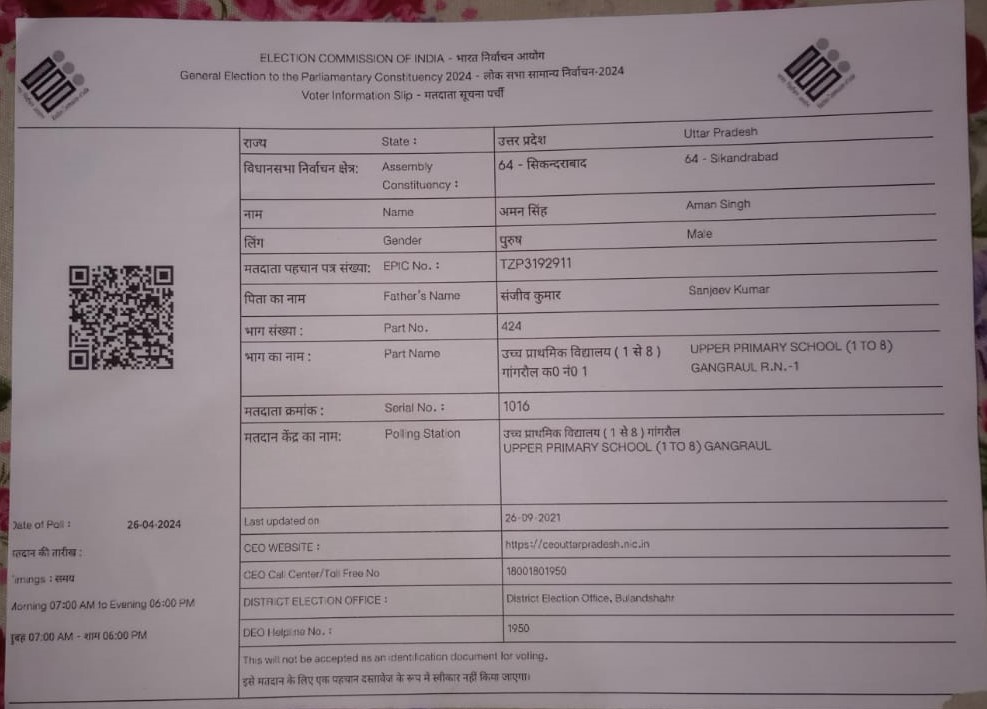 ELECTION COMMISSION OF INDIA - भारत निर्वाचन आयोग
General Election to the Parliamentary Constituency 2024 - लोक सभा सामान्य निर्वाचन-2024
Voter Information Slip - मतदाता सूचना पर्ची
राज्य State : उत्तर प्रदेश Uttar Pradesh
विधानसभा निर्वाचन क्षेत्र: Assembly 64 - सिकन्दराबाद 64 - Sikandrabad
Constituency :
नाम Name अमन सिंह Aman Singh
लिंग Gender पुरुष Male
मतदाता पहचान पत्र संख्या: EPIC No. : TZP3192911
पिता का नाम Father's Name संजीव कुमार Sanjeev Kumar
भाग संख्या : Part No. 424
भाग का नाम : Part Name उच्च प्राथमिक विद्यालय ( 1 से 8 ) UPPER PRIMARY SCHOOL (1 TO 8)
गांगरौल क0 नं0 1 GANGRAUL R.N.-1
मतदाता क्रमांक : Serial No. : 1016
मतदान केंद्र का नाम: Polling Station उच्च प्राथमिक विद्यालय ( 1 से 8 ) गांगरौल
UPPER PRIMARY SCHOOL (1 TO 8) GANGRAUL
Date of Poll : 26-04-2024
मतदान की तारीख :
Timings : समय
Morning 07:00 AM to Evening 06:00 PM
सुबह 07:00 AM - शाम 06:00 PM
Last updated on 26-09-2021
CEO WEBSITE : https://ceouttarpradesh.nic.in
CEO Call Center/Toll Free No 18001801950
DISTRICT ELECTION OFFICE : District Election Office, Bulandshahr
DEO Helpline No. : 1950
This will not be accepted as an identification document for voting.
इसे मतदान के लिए एक पहचान दस्तावेज के रूप में स्वीकार नहीं किया जाएगा।